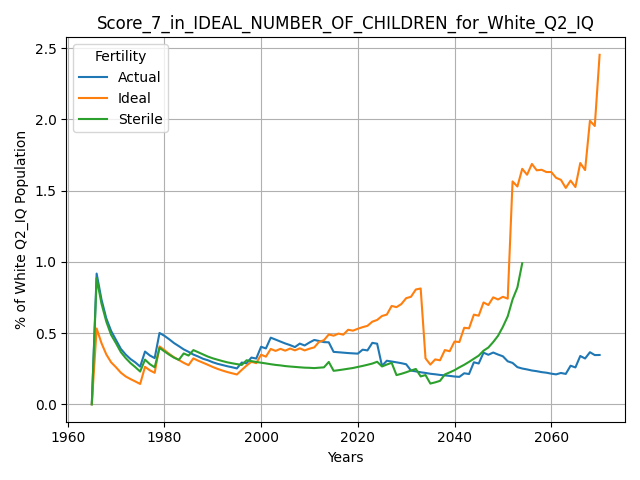 Score_7_in_IDEAL_NUMBER_OF_CHILDREN_for_White_Q2_IQ
Fertility
Actual
Ideal
Sterile
% of White Q2_IQ Population
2.5
2.0
1.5
1.0
0.5
0.0
1960 1980 2000 2020 2040 2060
Years